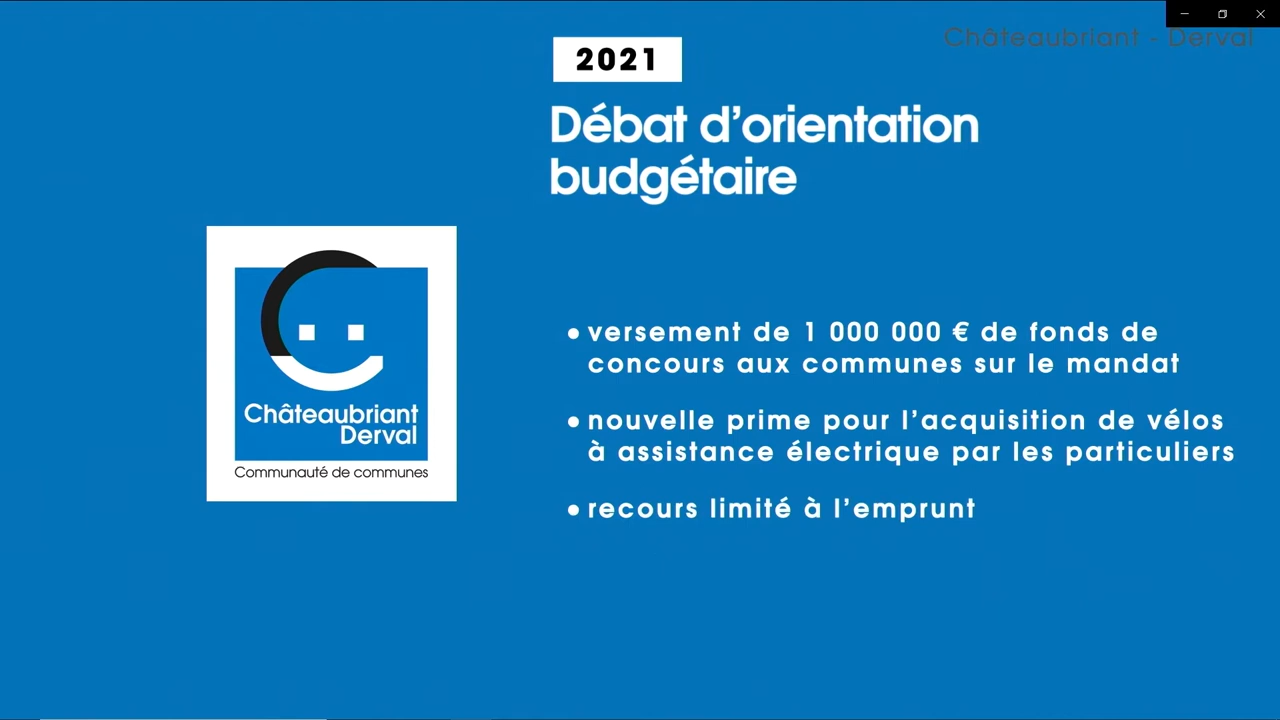 Châteaubriant - Derval
2021
Débat d’orientation
budgétaire
Châteaubriant
Derval
Communauté de communes
• versement de 1 000 000 € de fonds de
concours aux communes sur le mandat
• nouvelle prime pour l’acquisition de vélos
à assistance électrique par les particuliers
• recours limité à l’emprunt